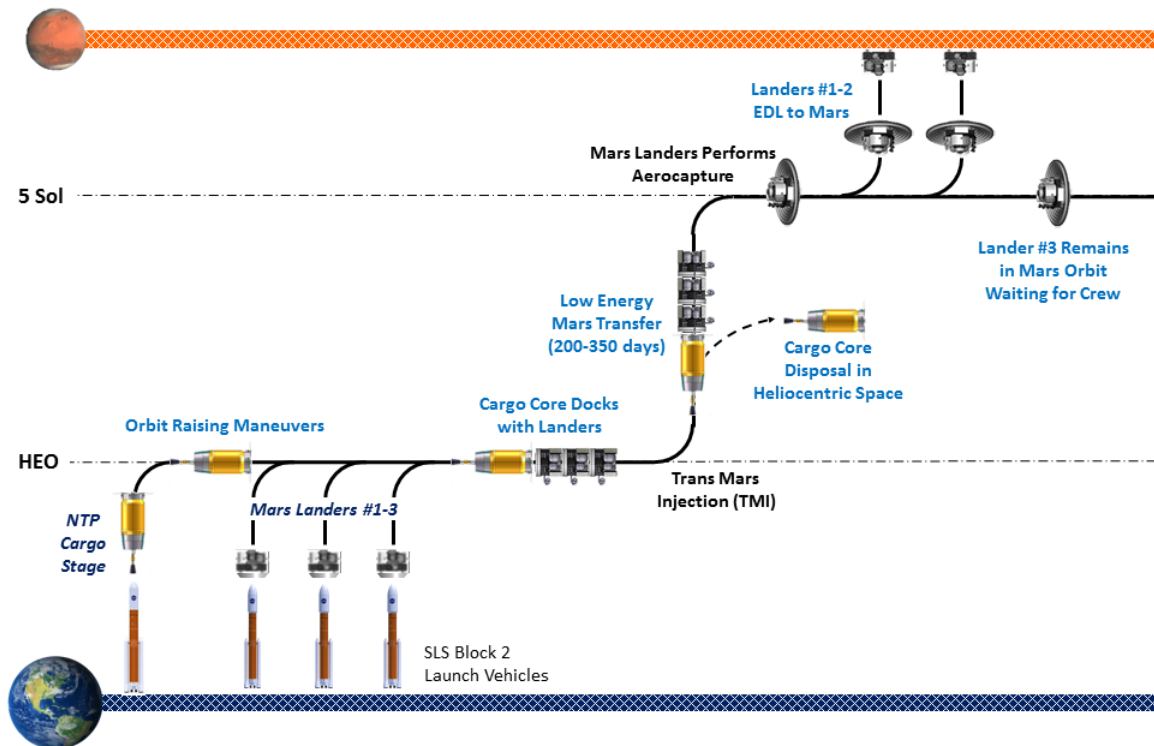 Landers #1-2
EDL to Mars
Mars Landers Performs
Aerocapture
5 Sol
Lander #3 Remains
in Mars Orbit
Waiting for Crew
Low Energy
Mars Transfer
(200-350 days)
Cargo Core
Disposal in
Heliocentric Space
Orbit Raising Maneuvers
Cargo Core Docks
with Landers
HEO
Trans Mars
Injection (TMI)
Mars Landers #1-3
NTP
Cargo
Stage
SLS Block 2
Launch Vehicles